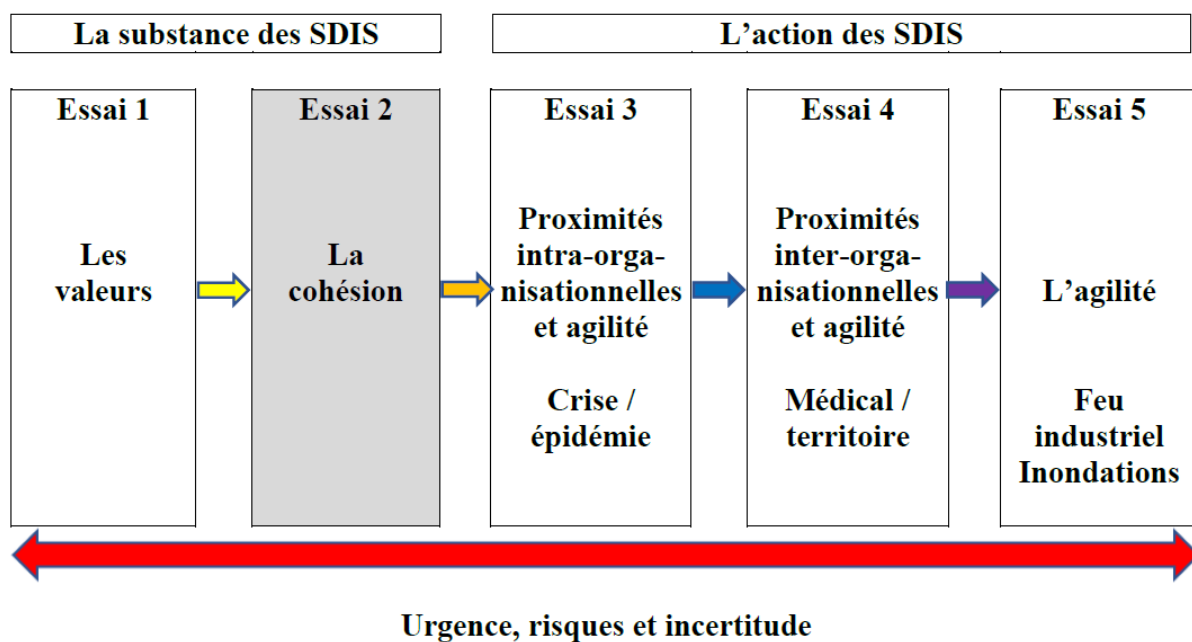 La substance des SDIS
L’action des SDIS
Essai 1
Les
valeurs
Essai 2
La
cohésion
Essai 3
Proximités
intra-orga-
nisationnelles
et agilité
Crise /
épidémie
Essai 4
Proximités
inter-orga-
nisationnelles
et agilité
Médical /
territoire
Essai 5
L’agilité
Feu
industriel
Inondations
Urgence, risques et incertitude